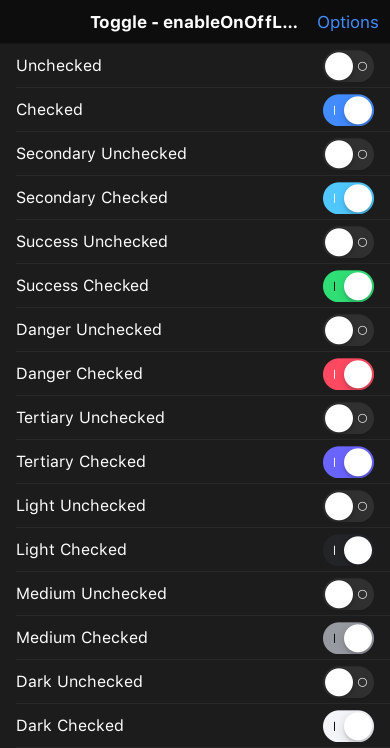 Toggle - enableOnOffL... Options
Unchecked
Checked
Secondary Unchecked
Secondary Checked
Success Unchecked
Success Checked
Danger Unchecked
Danger Checked
Tertiary Unchecked
Tertiary Checked
Light Unchecked
Light Checked
Medium Unchecked
Medium Checked
Dark Unchecked
Dark Checked